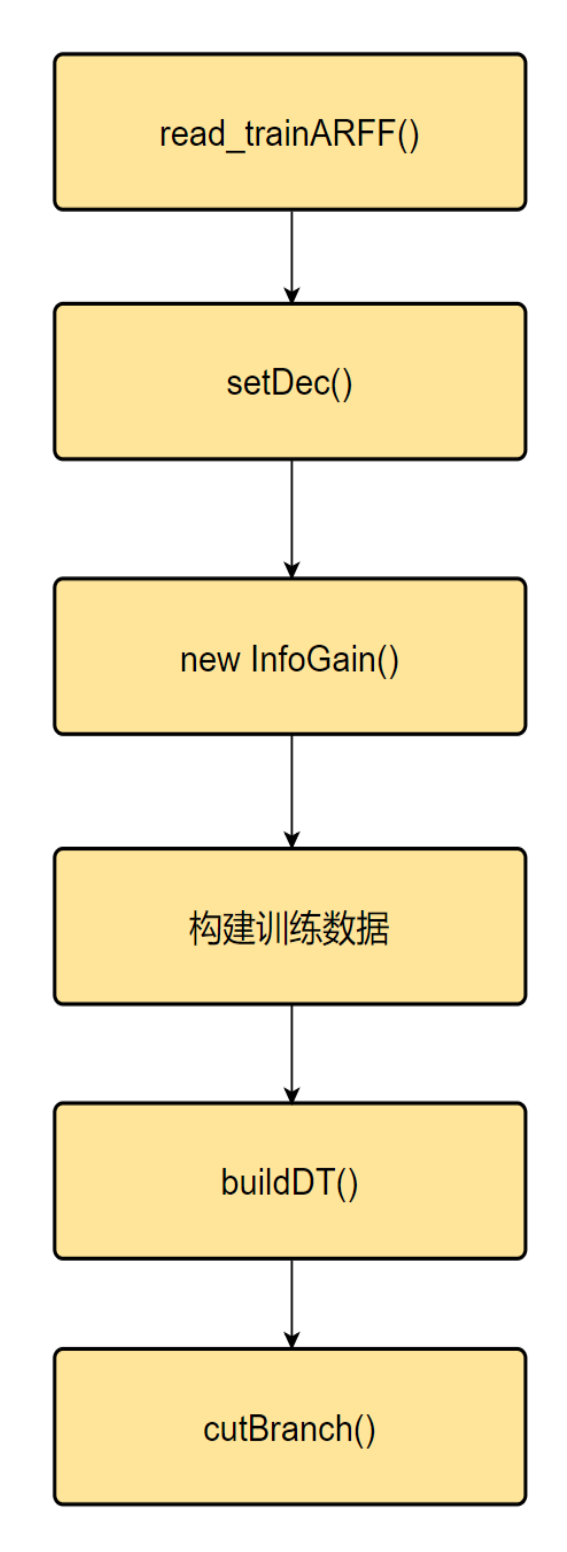 read_trainARFF()
setDec()
new InfoGain()
构建训练数据
buildDT()
cutBranch()